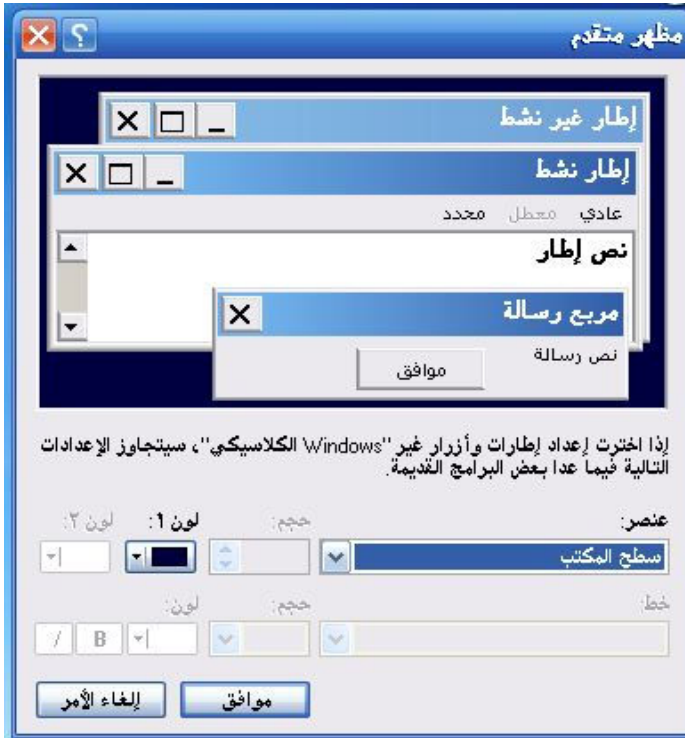 مظهر متقدم
إطار غير نشط
إطار نشط
عادي معطل محدد
نص إطار
مربع رسالة
نص رسالة
موافق
إذا اخترت إعداد إطارات وأزرار غير "Windows الكلاسيكي"، سيتجاوز الإعدادات
التالية فيما عدا بعض البرامج القديمة.
عنصر: حجم: لون ١: لون ٢:
سطح المكتب
خط: حجم: لون:
B /
موافق إلغاء الأمر